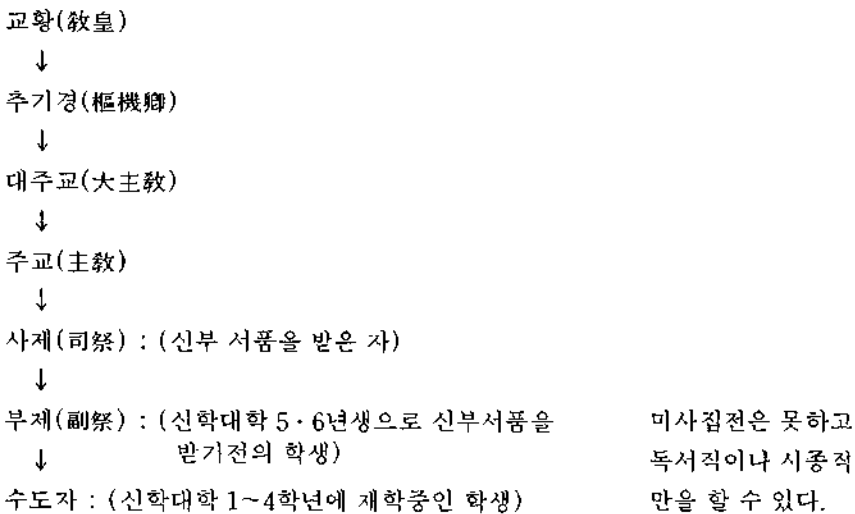 교황(敎皇)
↓
추기경(樞機卿)
↓
대주교(大主敎)
↓
주교(主敎)
↓
사제(司祭) : (신부 서품을 받은 자)
↓
부제(副祭) : (신학대학 5·6년생으로 신부서품을 받기전의 학생)
↓
수도자 : (신학대학 1~4학년에 재학중인 학생)
미사집전은 못하고
독서직이나 시종직
만을 할 수 있다.